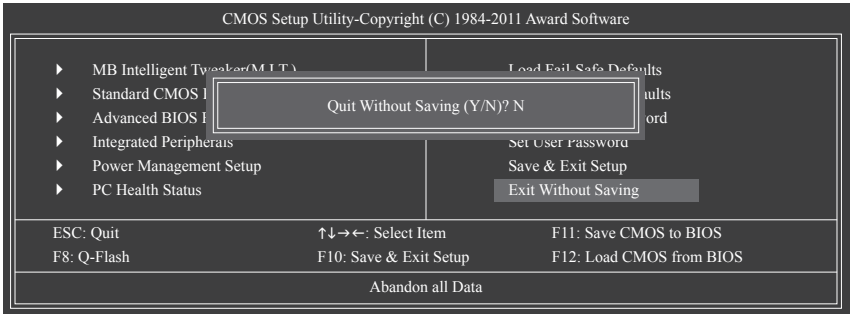 CMOS Setup Utility-Copyright (C) 1984-2011 Award Software
MB Intelligent Tweaker(M.I.T.)
Standard CMOS
Advanced BIOS
Integrated Peripherals
Power Management Setup
PC Health Status
Load Fail-Safe Defaults
Set User Password
Save & Exit Setup
Exit Without Saving
Quit Without Saving (Y/N)? N
ESC: Quit
↑↓→←: Select Item
F11: Save CMOS to BIOS
F8: Q-Flash
F10: Save & Exit Setup
F12: Load CMOS from BIOS
Abandon all Data